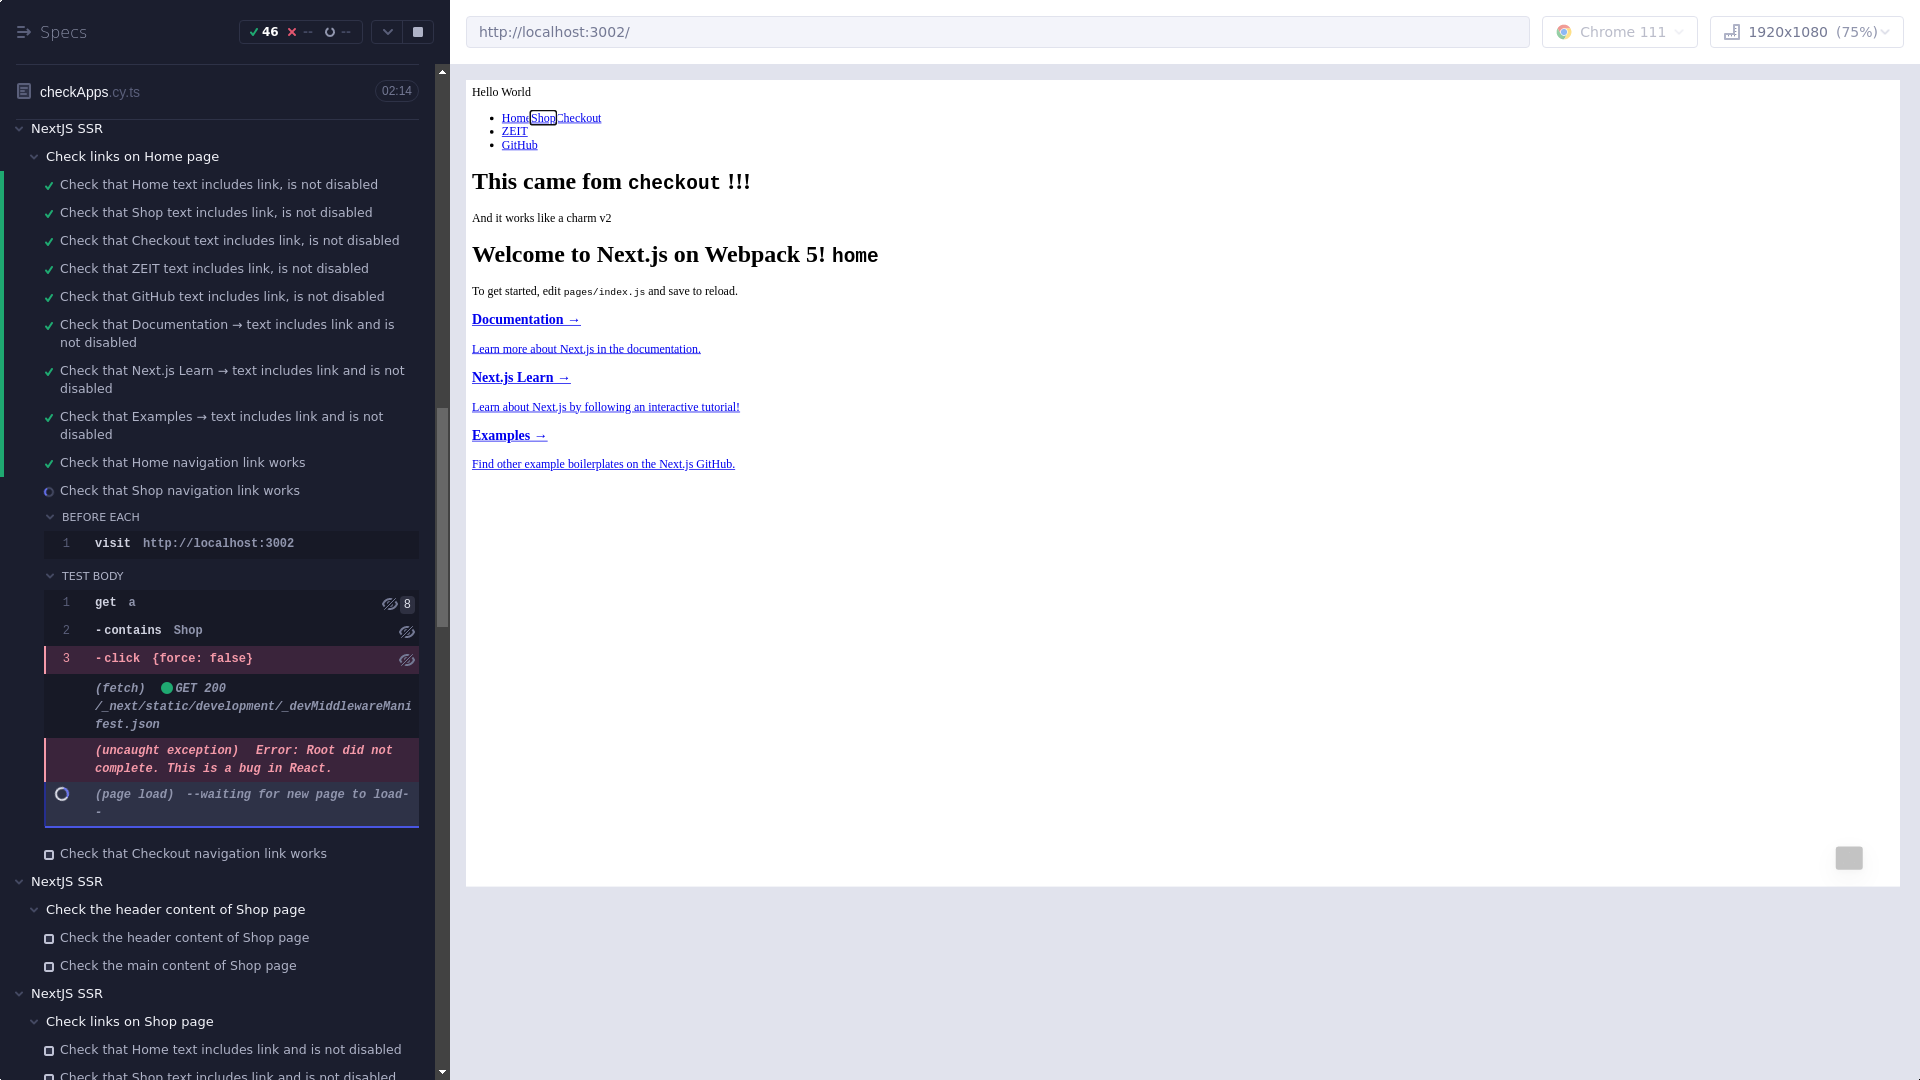 Specs
46 -- --
http://localhost:3002/
Chrome 111
1920x1080 (75%)
checkApps.cy.ts
02:14
NextJS SSR
Check links on Home page
Check that Home text includes link, is not disabled
Check that Shop text includes link, is not disabled
Check that Checkout text includes link, is not disabled
Check that ZEIT text includes link, is not disabled
Check that GitHub text includes link, is not disabled
Check that Documentation → text includes link and is
not disabled
Check that Next.js Learn → text includes link and is not
disabled
Check that Examples → text includes link and is not
disabled
Check that Home navigation link works
Check that Shop navigation link works
BEFORE EACH
1 visit http://localhost:3002
TEST BODY
1 get a 8
2 -contains Shop
3 -click {force: false}
(fetch) GET 200
/_next/static/development/_devMiddlewareMani
fest.json
(uncaught exception) Error: Root did not
complete. This is a bug in React.
(page load) --waiting for new page to load-
-
Check that Checkout navigation link works
NextJS SSR
Check the header content of Shop page
Check the header content of Shop page
Check the main content of Shop page
NextJS SSR
Check links on Shop page
Check that Home text includes link and is not disabled
Check that Shop text includes link and is not disabled
Hello World
HomeShopCheckout
ZEIT
GitHub
This came fom checkout !!!
And it works like a charm v2
Welcome to Next.js on Webpack 5! home
To get started, edit pages/index.js and save to reload.
Documentation →
Learn more about Next.js in the documentation.
Next.js Learn →
Learn about Next.js by following an interactive tutorial!
Examples →
Find other example boilerplates on the Next.js GitHub.